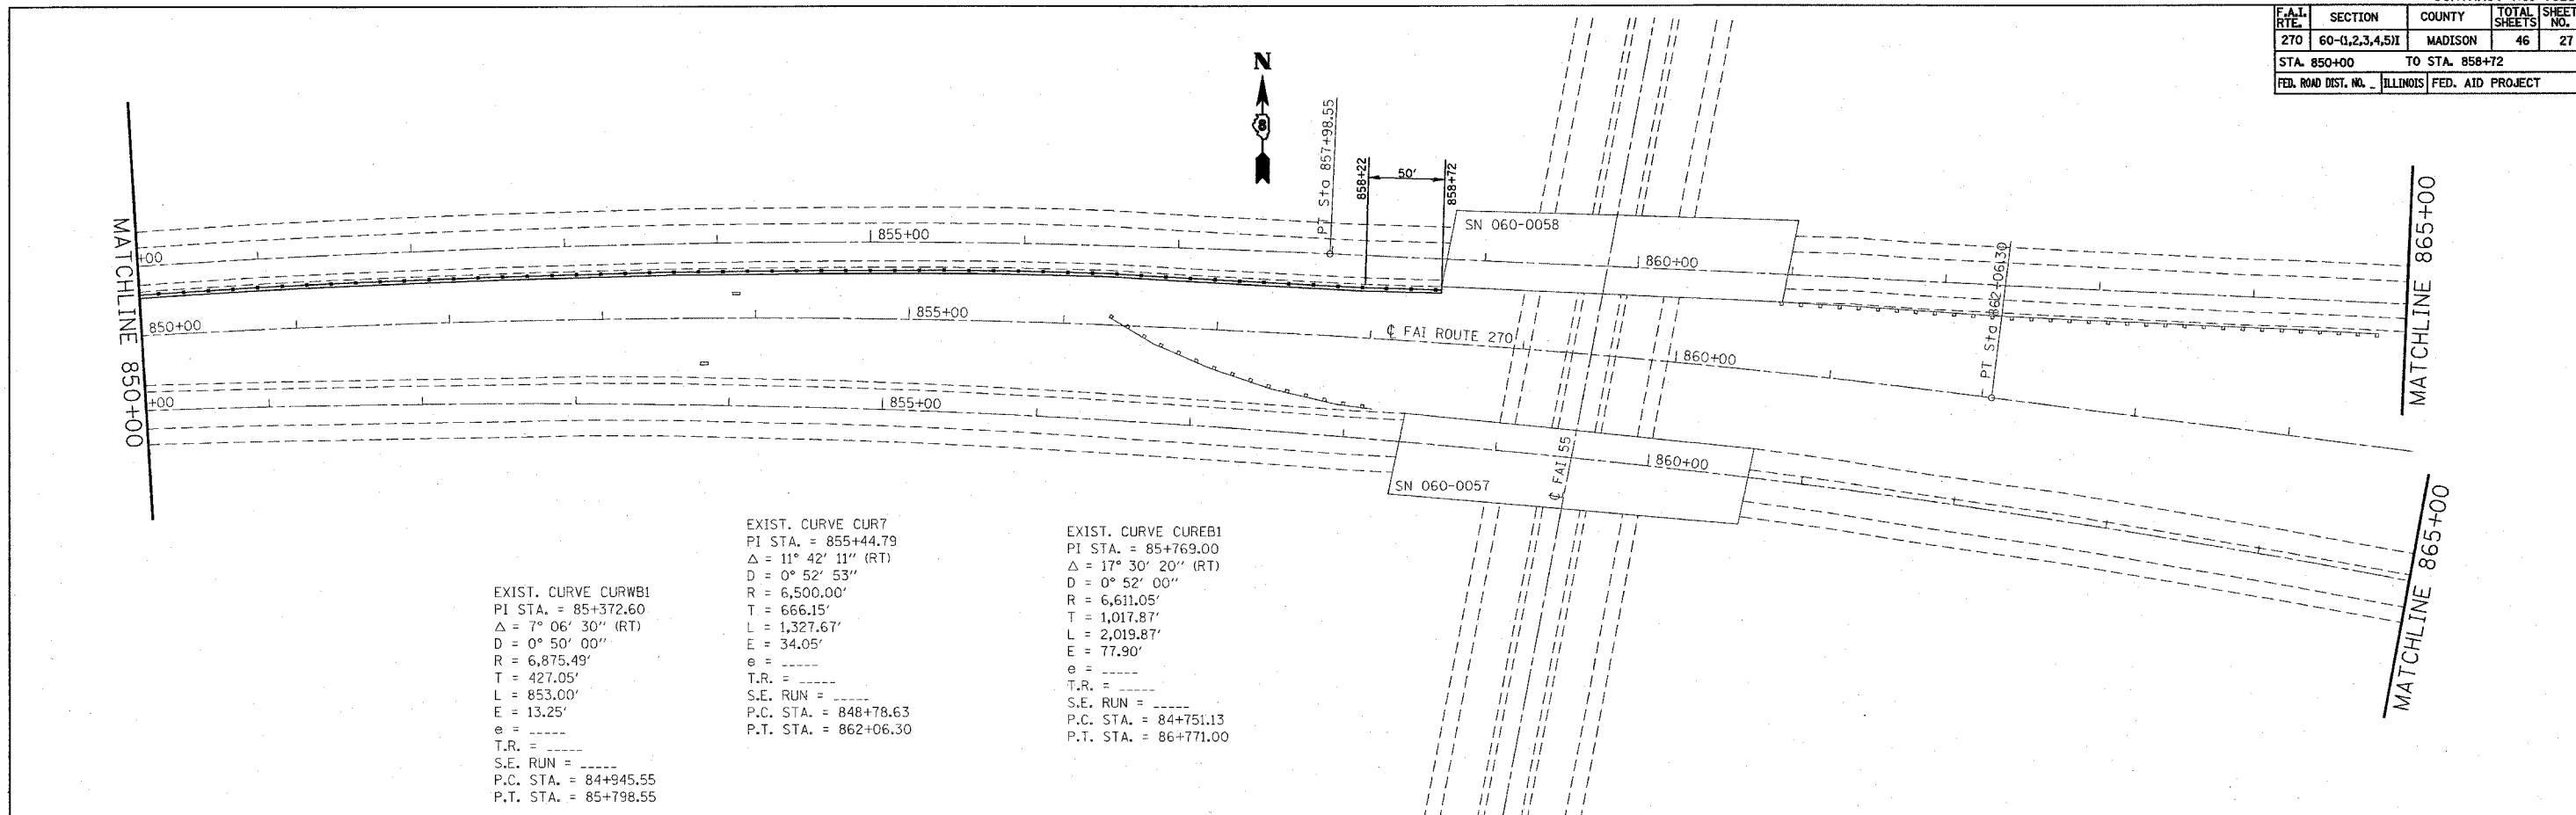 F.A.I. RTE. SECTION COUNTY TOTAL SHEETS SHEET NO.
270 60-(1,2,3,4,5)I MADISON 46 27
STA. 850+00 TO STA. 858+72
FED. ROAD DIST. NO. _ ILLINOIS FED. AID PROJECT
N
8
PT Sta 857+98.55
858+22
50'
858+72
SN 060-0058
MATCHLINE 850+00
+00
855+00
860+00
PT Sta 862+06.30
MATCHLINE 865+00
850+00
855+00
℄ FAI ROUTE 270
860+00
+00
855+00
SN 060-0057
℄ FAI 55
860+00
MATCHLINE 865+00
EXIST. CURVE CURWB1
PI STA. = 85+372.60
Δ = 7° 06' 30'' (RT)
D = 0° 50' 00''
R = 6,875.49'
T = 427.05'
L = 853.00'
E = 13.25'
e = _____
T.R. = _____
S.E. RUN = _____
P.C. STA. = 84+945.55
P.T. STA. = 85+798.55
EXIST. CURVE CUR7
PI STA. = 855+44.79
Δ = 11° 42' 11'' (RT)
D = 0° 52' 53''
R = 6,500.00'
T = 666.15'
L = 1,327.67'
E = 34.05'
e = _____
T.R. = _____
S.E. RUN = _____
P.C. STA. = 848+78.63
P.T. STA. = 862+06.30
EXIST. CURVE CUREB1
PI STA. = 85+769.00
Δ = 17° 30' 20'' (RT)
D = 0° 52' 00''
R = 6,611.05'
T = 1,017.87'
L = 2,019.87'
E = 77.90'
e = _____
T.R. = _____
S.E. RUN = _____
P.C. STA. = 84+751.13
P.T. STA. = 86+771.00